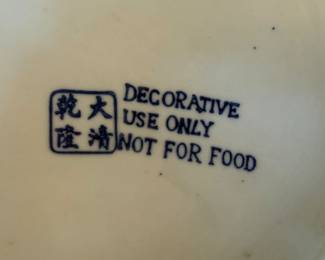 大清
乾隆
DECORATIVE
USE ONLY
NOT FOR FOOD